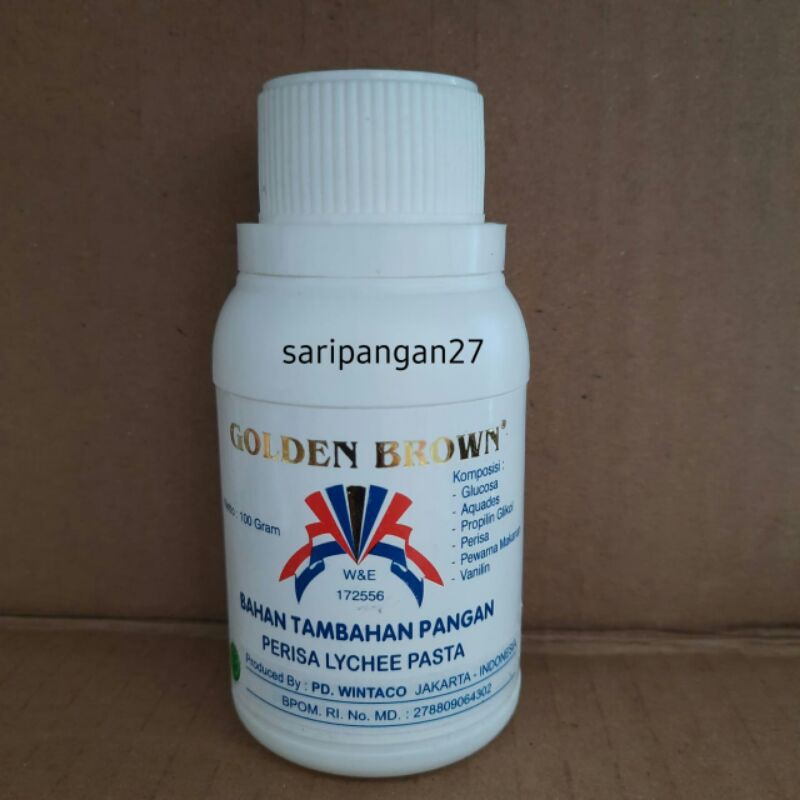 saripangan27
GOLDEN BROWN®
Netto : 100 Gram
Komposisi :
- Glucosa
- Aquades
- Propilin Glikol
- Perisa
- Pewarna Makanan
- Vanilin
W&E
172556
BAHAN TAMBAHAN PANGAN
PERISA LYCHEE PASTA
Produced By : PD. WINTACO JAKARTA - INDONESIA
BPOM. RI. No. MD. : 278809064302